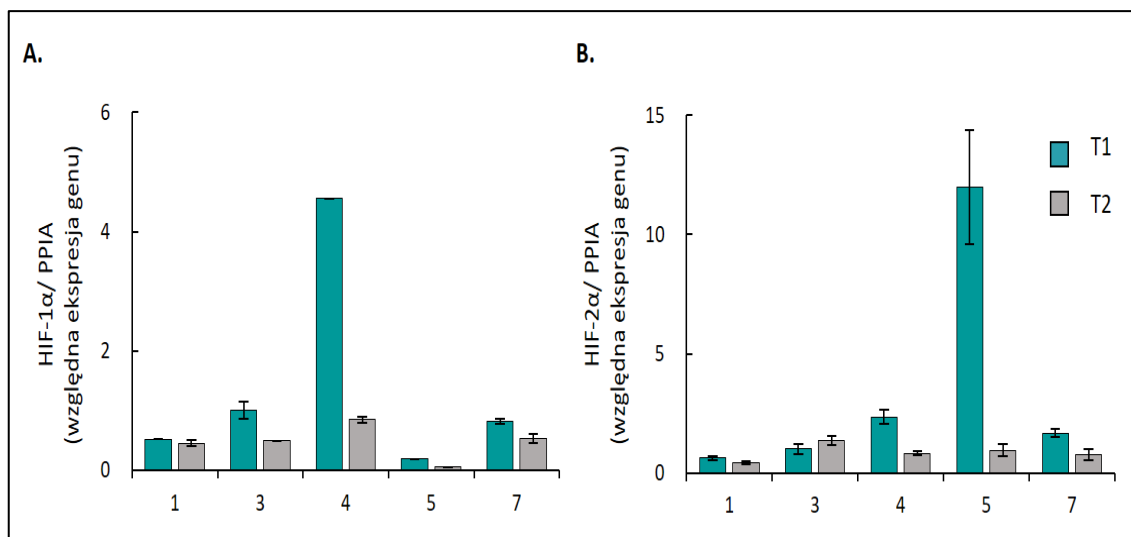 A.
HIF-1α/ PPIA
(względna ekspresja genu)
6
4
2
0
1 3 4 5 7
B.
HIF-2α/ PPIA
(względna ekspresja genu)
15
10
5
0
1 3 4 5 7
T1
T2